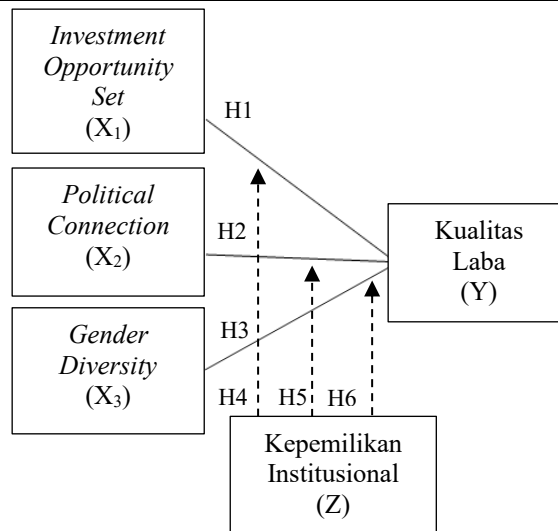 Investment
Opportunity
Set
(X₁)
H1
Political
Connection
(X₂)
H2
Kualitas
Laba
(Y)
Gender
Diversity
(X₃)
H3
H4
H5
H6
Kepemilikan
Institusional
(Z)